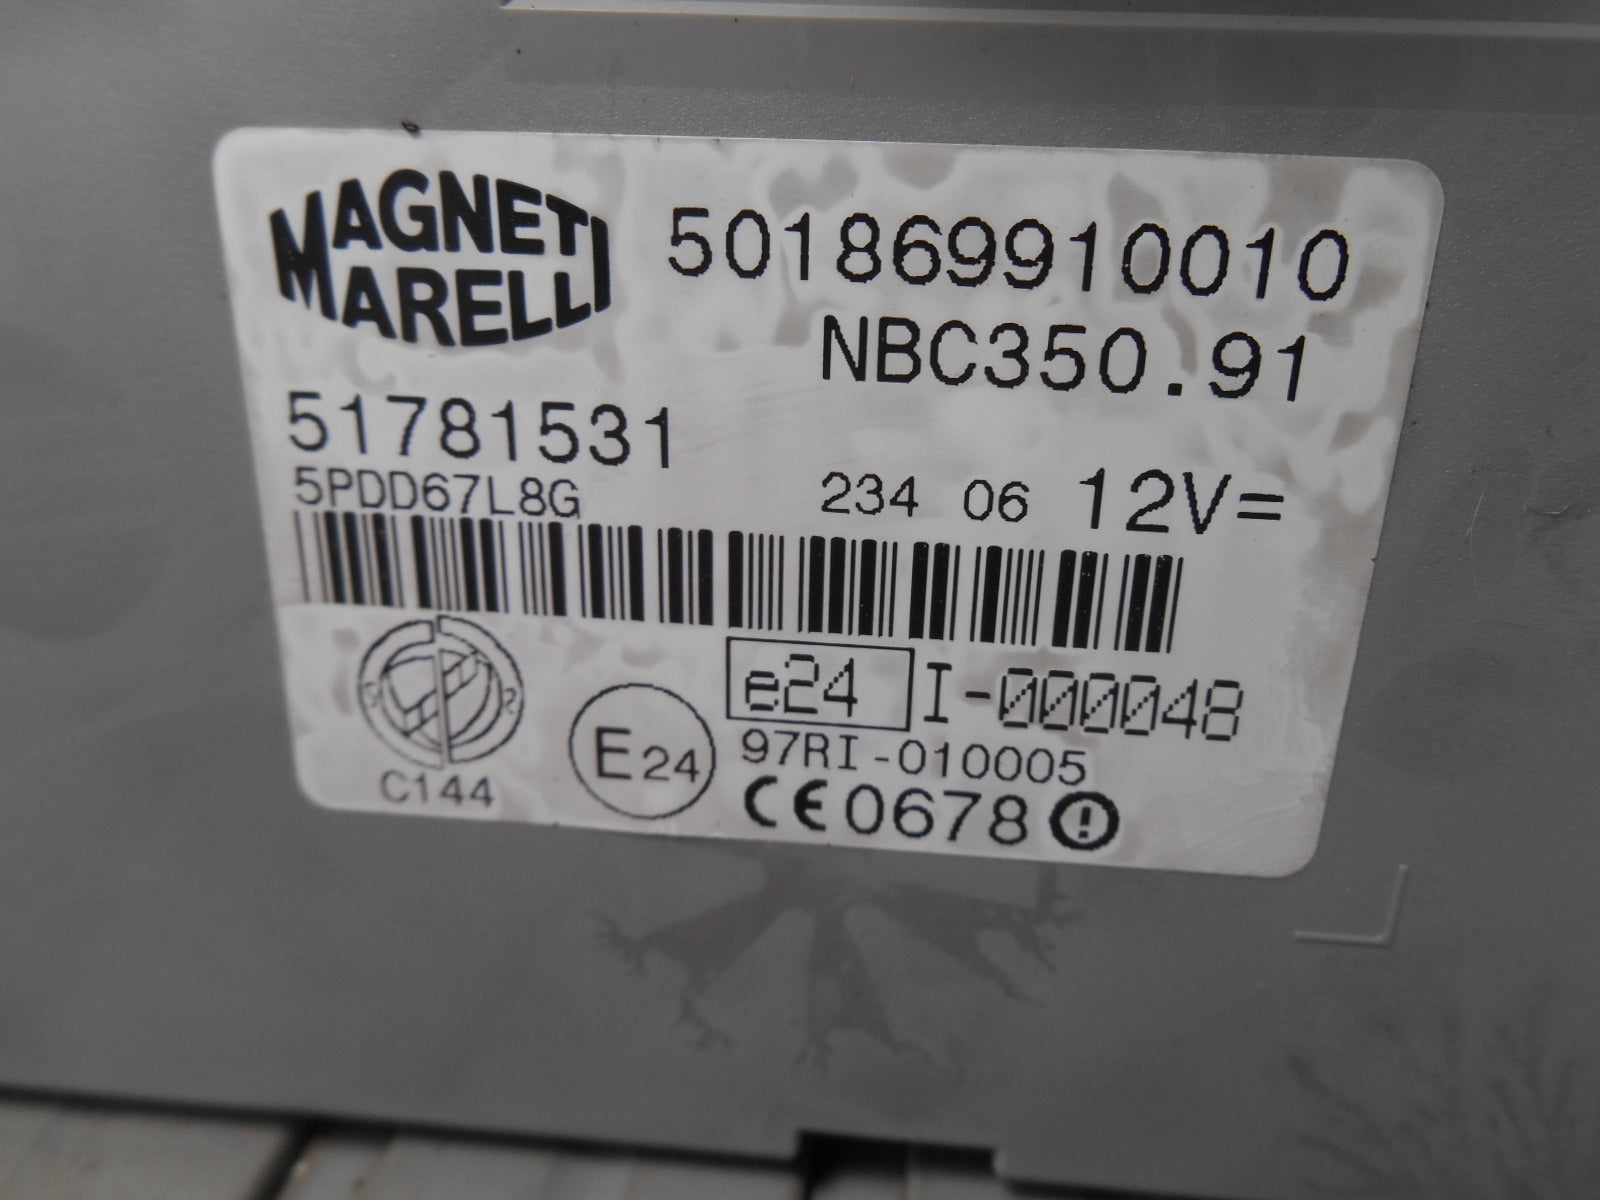 MAGNETI
MARELLI
501869910010
NBC350.91
51781531
5PDD67L8G
234 06 12V=
e24 I-000048
E24
97RI-010005
C144
CE0678